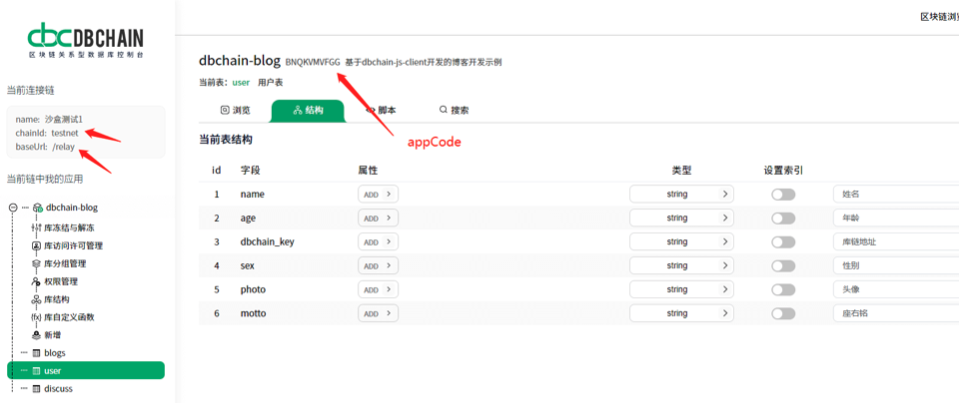 区块链浏览
dbcDBCHAIN
区块链关系型数据库控制台
当前连接链
name: 沙盒测试1
chainId: testnet
baseUrl: /relay
当前链中我的应用
dbchain-blog
库冻结与解冻
库访问许可管理
库分组管理
权限管理
库结构
库自定义函数
新增
blogs
user
discuss
dbchain-blog BNQKVMVFGG 基于dbchain-js-client开发的博客开发示例
当前表: user 用户表
浏览 结构 脚本 搜索
appCode
当前表结构
id 字段 属性 类型 设置索引
1 name ADD string 姓名
2 age ADD string 年龄
3 dbchain_key ADD string 库链地址
4 sex ADD string 性别
5 photo ADD string 头像
6 motto ADD string 座右铭